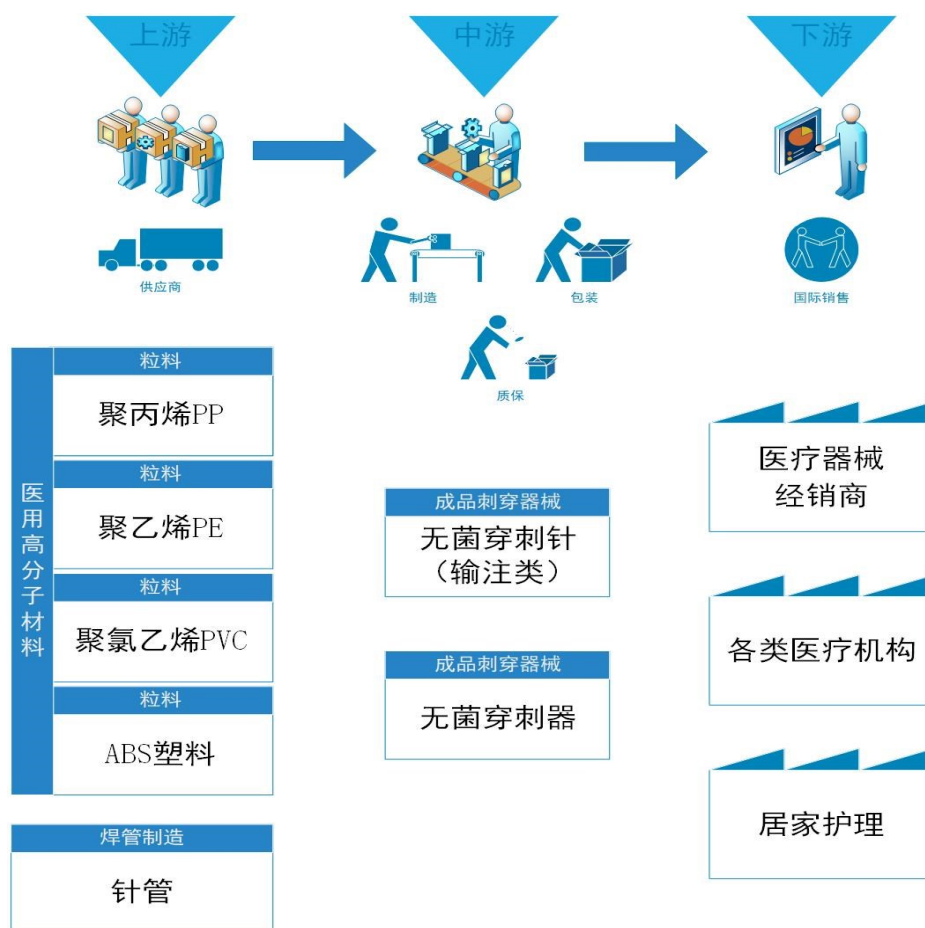 上游
中游
下游
供应商
制造
包装
国际销售
质保
医用高分子材料
粒料
聚丙烯PP
粒料
聚乙烯PE
粒料
聚氯乙烯PVC
粒料
ABS塑料
焊管制造
针管
成品刺穿器械
无菌穿刺针
（输注类）
成品刺穿器械
无菌穿刺器
医疗器械
经销商
各类医疗机构
居家护理